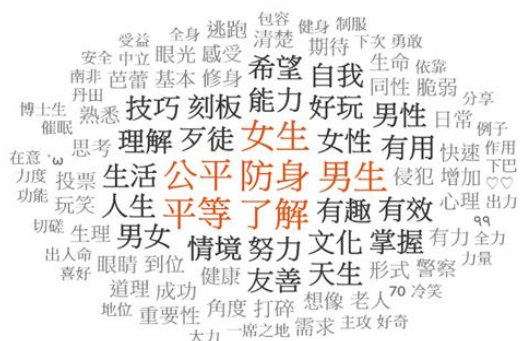 逃跑 包容 健身 制服
受益 全身 清楚 期待 下次 勇敢
安全 中立 眼光 感受 希望 自我 生命 依靠
南非 芭蕾 基本 修身 能力 好玩 同性 脆弱
丹田 技巧 刻板 男性 分享
博士生 熟悉 女生 日常
催眠 理解 歹徒 女性 有用 例子
思考 快速 作用
在意 ˙ω 公平 防身 男生 下巴
力度 投票 生活 侵犯 增加 ♡♡
功能 玩笑 人生 平等 了解 有趣 有效 心理 出力
切磋 生理 男女 99
出人命 情境 努力 文化 掌握 有力 全力
喜好 眼睛 到位 健康 友善 天生 形式 警察 力量
道理 成功 想像 老人 70 冷笑
地位 重要性 角度 打碎 需求 主攻 好奇
大力 一席之地